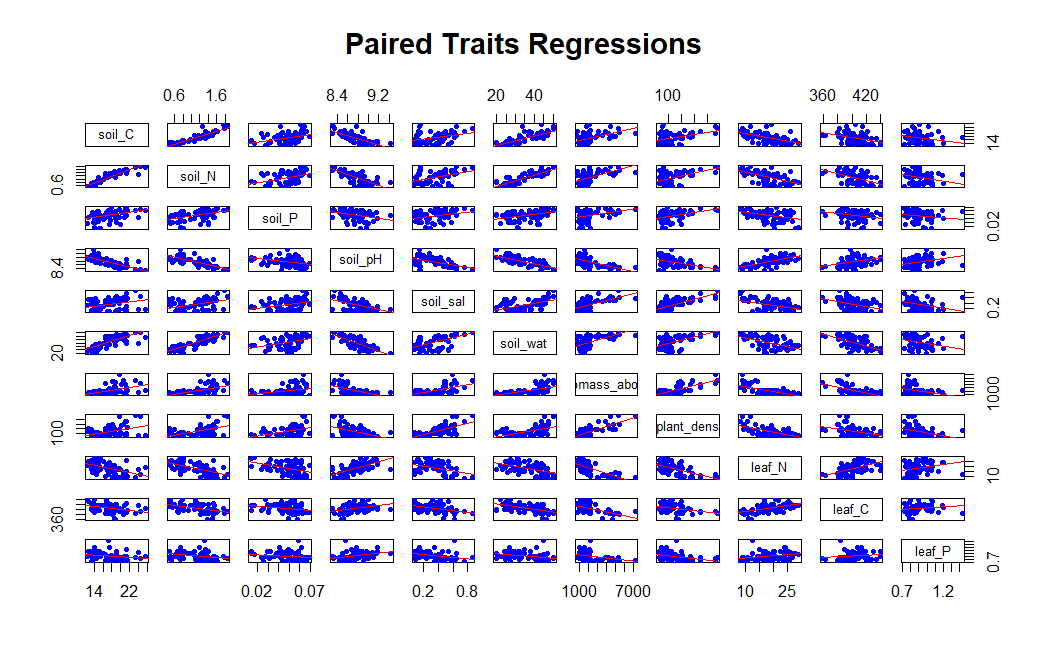 Paired Traits Regressions
0.6 1.6 8.4 9.2 20 40 100 360 420
soil_C 14
0.6 soil_N
soil_P 0.02
8.4 soil_pH
soil_sal 0.2
20 soil_wat
omass_abo 1000
100 plant_dens
leaf_N 10
360 leaf_C
leaf_P 0.7
14 22 0.02 0.07 0.2 0.8 1000 7000 10 25 0.7 1.2